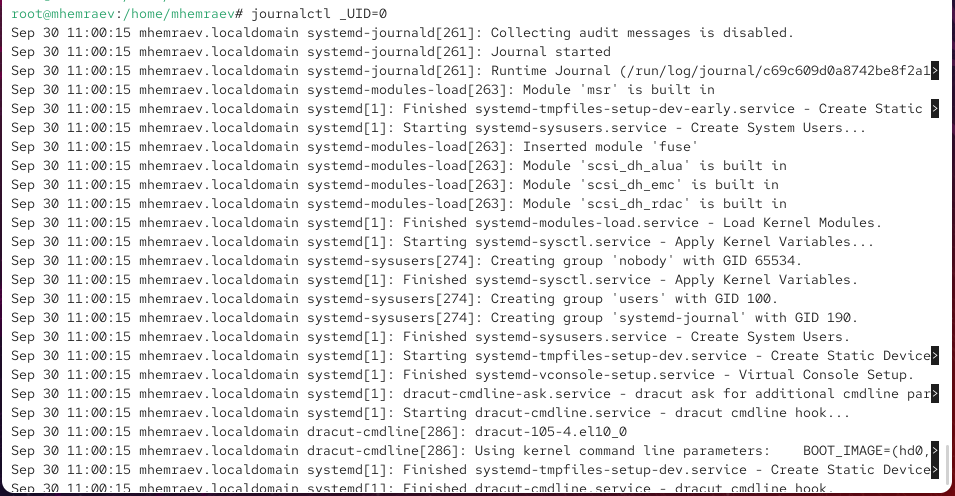 root@mhemraev:/home/mhemraev# journalctl _UID=0
Sep 30 11:00:15 mhemraev.localdomain systemd-journald[261]: Collecting audit messages is disabled.
Sep 30 11:00:15 mhemraev.localdomain systemd-journald[261]: Journal started
Sep 30 11:00:15 mhemraev.localdomain systemd-journald[261]: Runtime Journal (/run/log/journal/c69c609d0a8742be8f2a1>
Sep 30 11:00:15 mhemraev.localdomain systemd-modules-load[263]: Module 'msr' is built in
Sep 30 11:00:15 mhemraev.localdomain systemd[1]: Finished systemd-tmpfiles-setup-dev-early.service - Create Static >
Sep 30 11:00:15 mhemraev.localdomain systemd[1]: Starting systemd-sysusers.service - Create System Users...
Sep 30 11:00:15 mhemraev.localdomain systemd-modules-load[263]: Inserted module 'fuse'
Sep 30 11:00:15 mhemraev.localdomain systemd-modules-load[263]: Module 'scsi_dh_alua' is built in
Sep 30 11:00:15 mhemraev.localdomain systemd-modules-load[263]: Module 'scsi_dh_emc' is built in
Sep 30 11:00:15 mhemraev.localdomain systemd-modules-load[263]: Module 'scsi_dh_rdac' is built in
Sep 30 11:00:15 mhemraev.localdomain systemd[1]: Finished systemd-modules-load.service - Load Kernel Modules.
Sep 30 11:00:15 mhemraev.localdomain systemd[1]: Starting systemd-sysctl.service - Apply Kernel Variables...
Sep 30 11:00:15 mhemraev.localdomain systemd-sysusers[274]: Creating group 'nobody' with GID 65534.
Sep 30 11:00:15 mhemraev.localdomain systemd[1]: Finished systemd-sysctl.service - Apply Kernel Variables.
Sep 30 11:00:15 mhemraev.localdomain systemd-sysusers[274]: Creating group 'users' with GID 100.
Sep 30 11:00:15 mhemraev.localdomain systemd-sysusers[274]: Creating group 'systemd-journal' with GID 190.
Sep 30 11:00:15 mhemraev.localdomain systemd[1]: Finished systemd-sysusers.service - Create System Users.
Sep 30 11:00:15 mhemraev.localdomain systemd[1]: Starting systemd-tmpfiles-setup-dev.service - Create Static Device>
Sep 30 11:00:15 mhemraev.localdomain systemd[1]: Finished systemd-vconsole-setup.service - Virtual Console Setup.
Sep 30 11:00:15 mhemraev.localdomain systemd[1]: dracut-cmdline-ask.service - dracut ask for additional cmdline par>
Sep 30 11:00:15 mhemraev.localdomain systemd[1]: Starting dracut-cmdline.service - dracut cmdline hook...
Sep 30 11:00:15 mhemraev.localdomain dracut-cmdline[286]: dracut-105-4.el10_0
Sep 30 11:00:15 mhemraev.localdomain dracut-cmdline[286]: Using kernel command line parameters:    BOOT_IMAGE=(hd0,>
Sep 30 11:00:15 mhemraev.localdomain systemd[1]: Finished systemd-tmpfiles-setup-dev.service - Create Static Device>
Sep 30 11:00:15 mhemraev.localdomain systemd[1]: Finished dracut-cmdline.service - dracut cmdline hook.